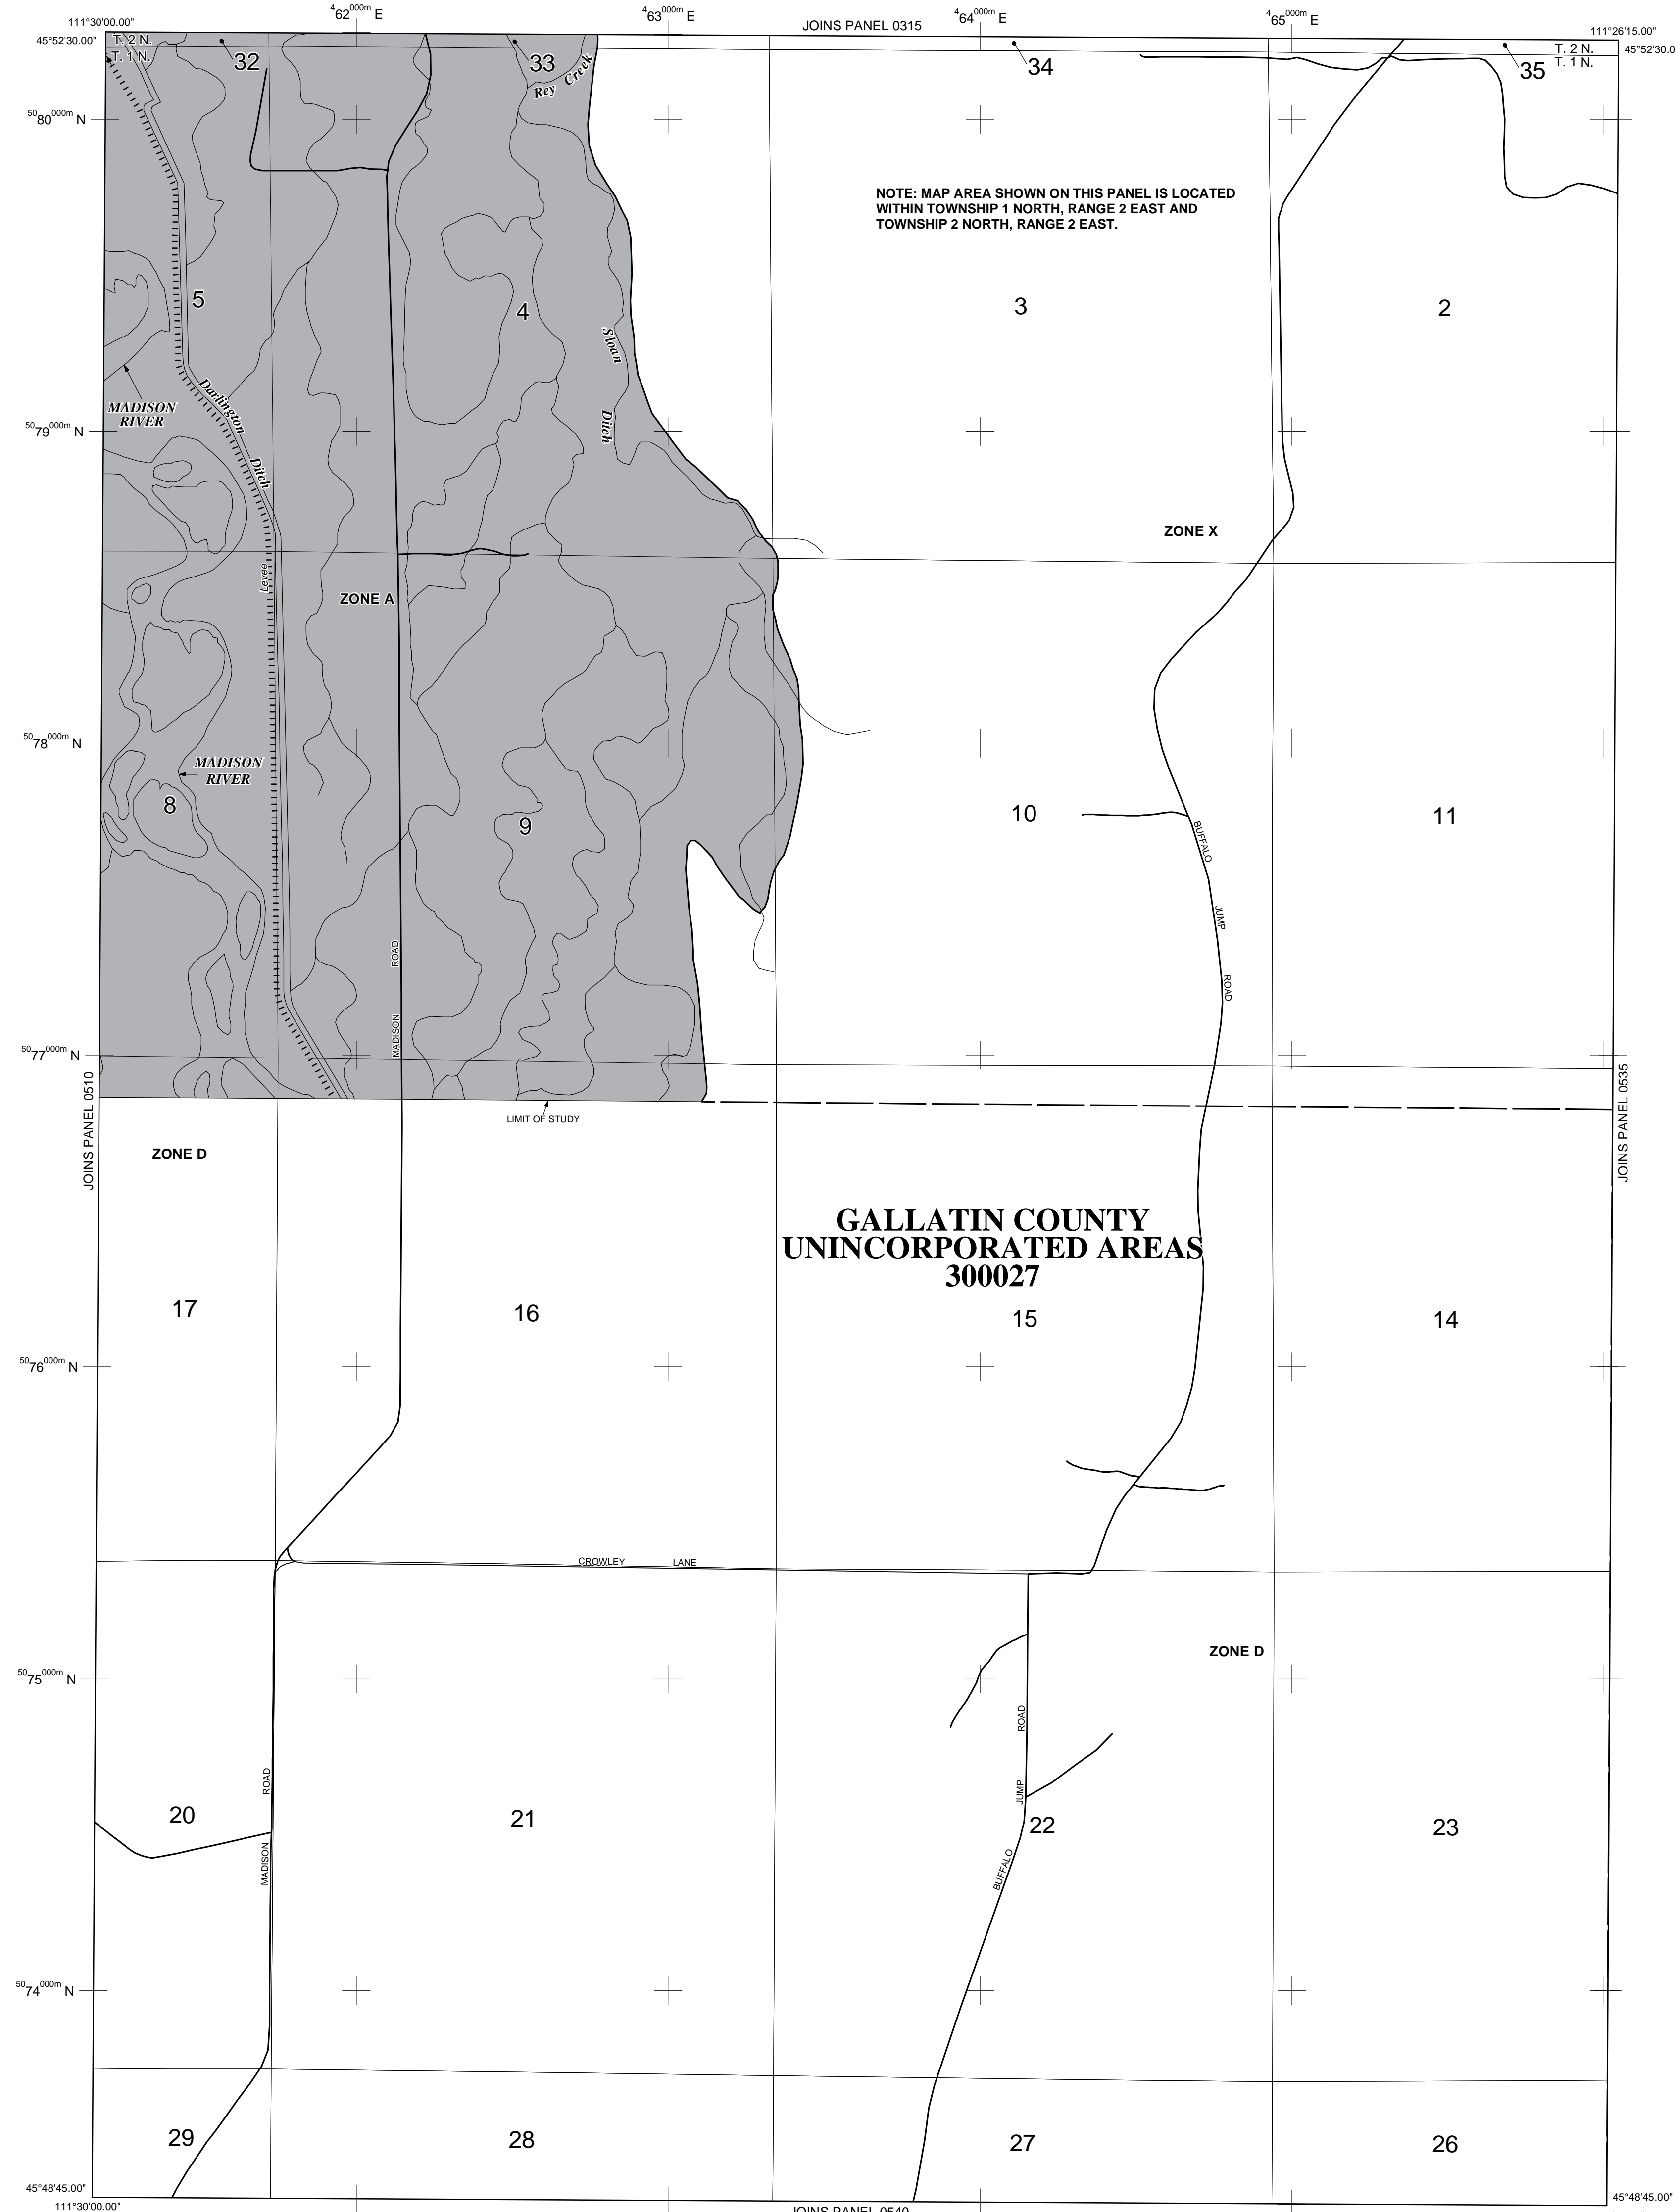 111°30'00.00"
⁴62⁰⁰⁰ᵐ E
⁴63⁰⁰⁰ᵐ E
JOINS PANEL 0315
⁴64⁰⁰⁰ᵐ E
⁴65⁰⁰⁰ᵐ E
111°26'15.00"
45°52'30.00"
T. 2 N.
T. 1 N.
32
33
Rey Creek
34
35
T. 2 N.
T. 1 N.
45°52'30.0
⁵⁰80⁰⁰⁰ᵐ N
NOTE: MAP AREA SHOWN ON THIS PANEL IS LOCATED
WITHIN TOWNSHIP 1 NORTH, RANGE 2 EAST AND
TOWNSHIP 2 NORTH, RANGE 2 EAST.
5
4
3
2
Sloan Ditch
MADISON
RIVER
Darlington Ditch
⁵⁰79⁰⁰⁰ᵐ N
ZONE X
Levee
ZONE A
⁵⁰78⁰⁰⁰ᵐ N
MADISON
RIVER
8
9
10
11
BUFFALO JUMP ROAD
MADISON ROAD
⁵⁰77⁰⁰⁰ᵐ N
JOINS PANEL 0510
JOINS PANEL 0535
LIMIT OF STUDY
ZONE D
GALLATIN COUNTY
UNINCORPORATED AREAS
300027
17
16
15
14
⁵⁰76⁰⁰⁰ᵐ N
CROWLEY LANE
ZONE D
⁵⁰75⁰⁰⁰ᵐ N
MADISON ROAD
BUFFALO JUMP ROAD
20
21
22
23
⁵⁰74⁰⁰⁰ᵐ N
29
28
27
26
45°48'45.00"
45°48'45.00"
111°30'00.00"
JOINS PANEL 0540